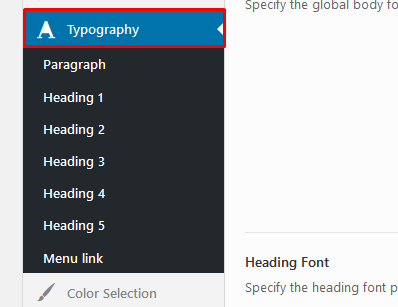 Specify the global body fo
Typography
Paragraph
Heading 1
Heading 2
Heading 3
Heading 4
Heading 5
Menu link
Color Selection
Heading Font
Specify the heading font p